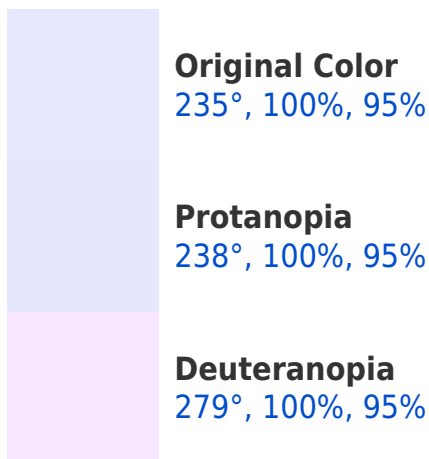 Original Color
235°, 100%, 95%
Protanopia
238°, 100%, 95%
Deuteranopia
279°, 100%, 95%